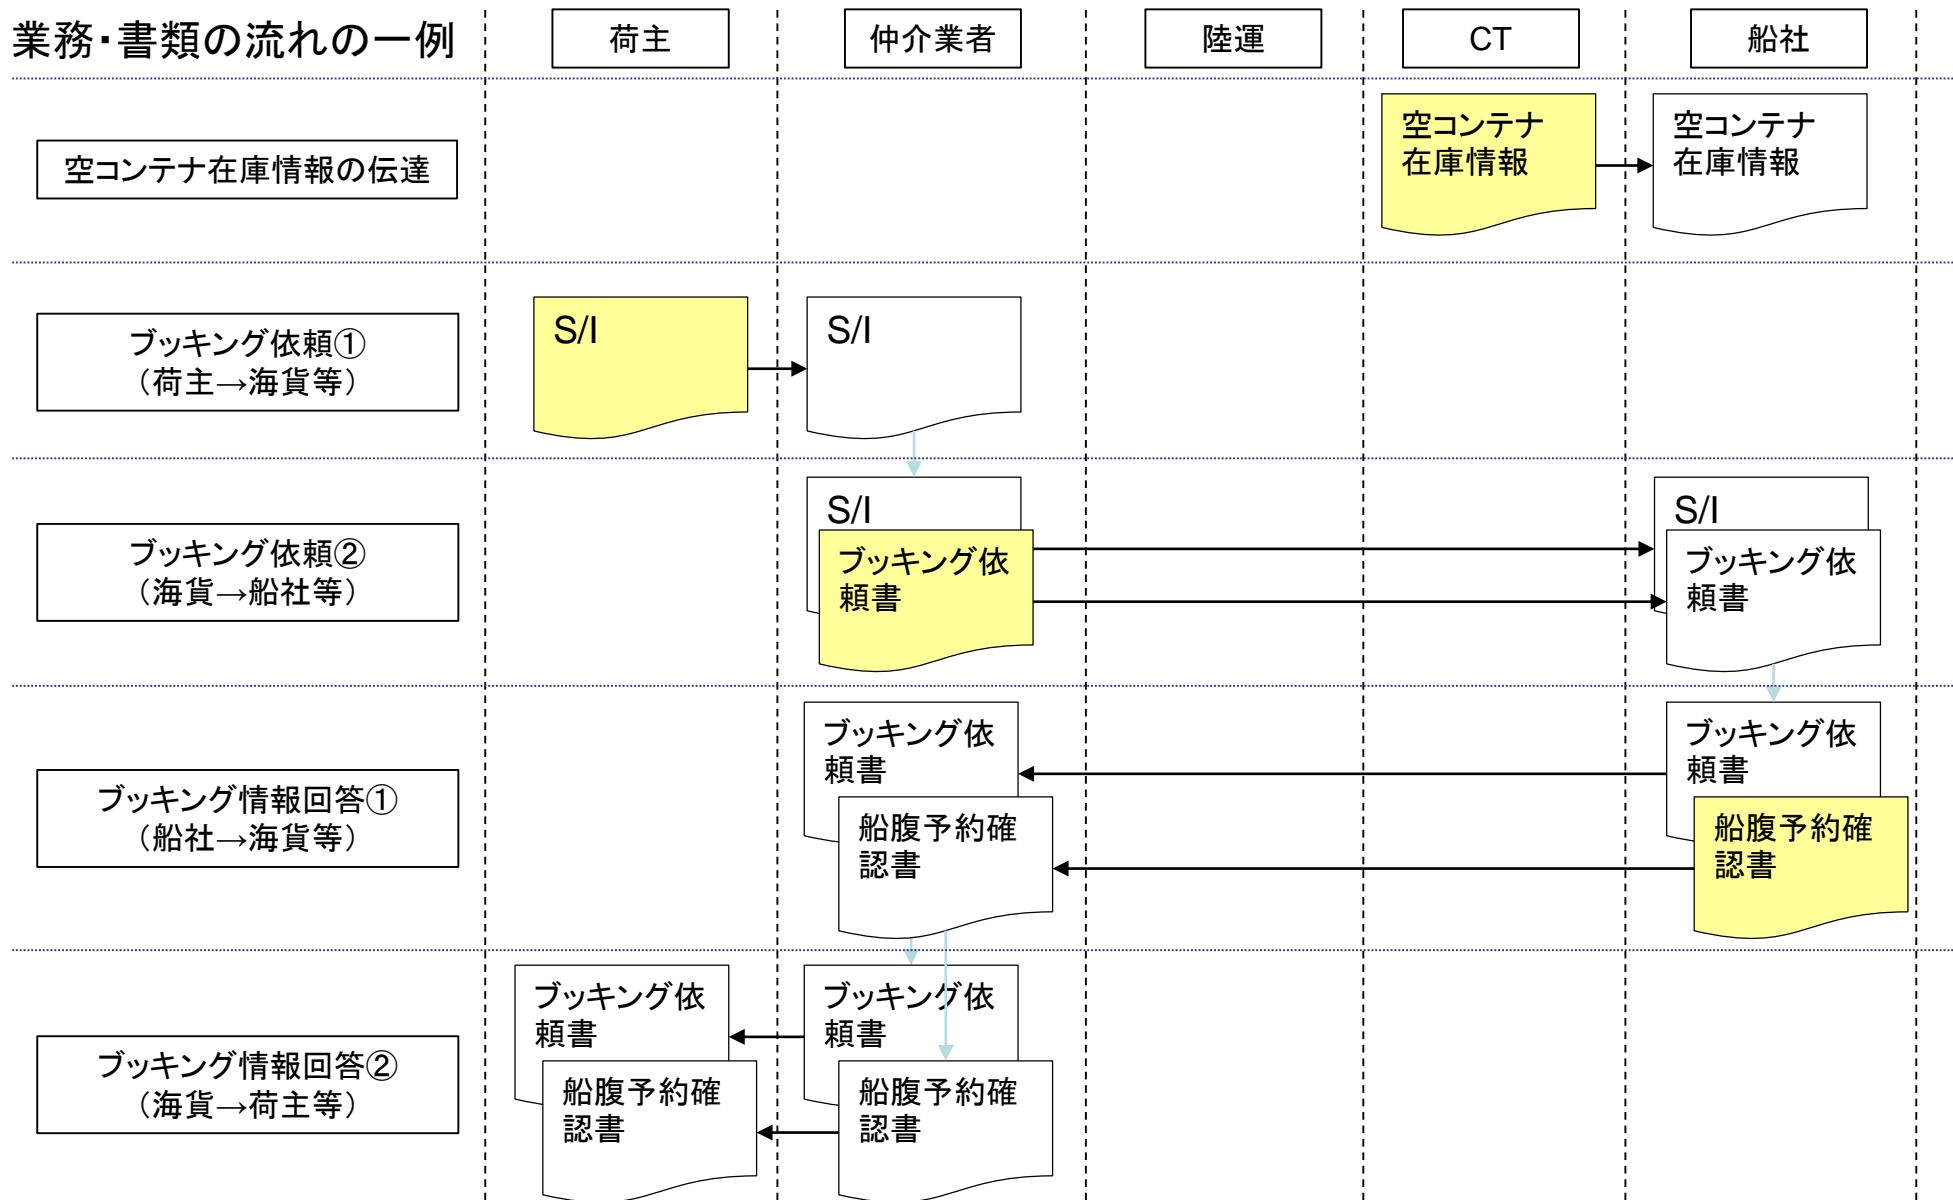 業務・書類の流れの一例
荷主
仲介業者
陸運
CT
船社
空コンテナ在庫情報の伝達
空コンテナ
在庫情報
空コンテナ
在庫情報
ブッキング依頼①
（荷主→海貨等）
S/I
S/I
ブッキング依頼②
（海貨→船社等）
S/I
ブッキング依
頼書
S/I
ブッキング依
頼書
ブッキング情報回答①
（船社→海貨等）
ブッキング依
頼書
船腹予約確
認書
ブッキング依
頼書
船腹予約確
認書
ブッキング情報回答②
（海貨→荷主等）
ブッキング依
頼書
船腹予約確
認書
ブッキング依
頼書
船腹予約確
認書